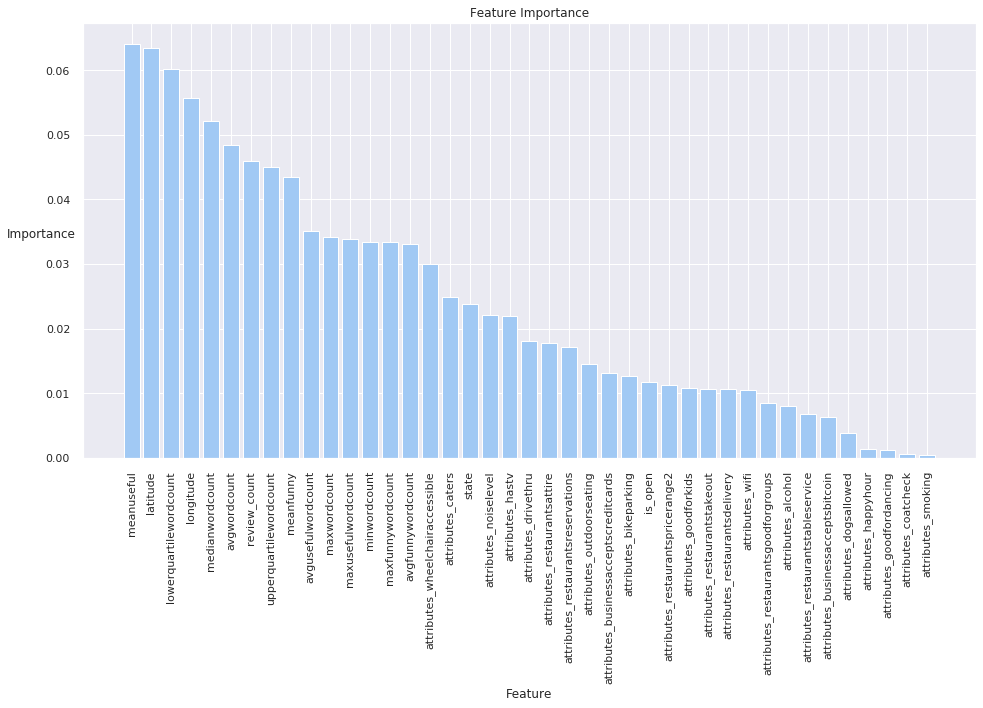 Feature Importance
0.06
0.05
0.04
Importance
0.03
0.02
0.01
0.00
meanuseful
latitude
lowerquartilewordcount
longitude
medianwordcount
avgwordcount
review_count
upperquartilewordcount
meanfunny
avgusefulwordcount
maxwordcount
maxusefulwordcount
minwordcount
maxfunnywordcount
avgfunnywordcount
attributes_wheelchairaccessible
attributes_caters
state
attributes_noiselevel
attributes_hastv
attributes_drivethru
attributes_restaurantsattire
attributes_restaurantsreservations
attributes_outdoorseating
attributes_businessacceptscreditcards
attributes_bikeparking
is_open
attributes_restaurantspricerange2
attributes_goodforkids
attributes_restaurantstakeout
attributes_restaurantsdelivery
attributes_wifi
attributes_restaurantsgoodforgroups
attributes_alcohol
attributes_restaurantstableservice
attributes_businessacceptsbitcoin
attributes_dogsallowed
attributes_happyhour
attributes_goodfordancing
attributes_coatcheck
attributes_smoking
Feature